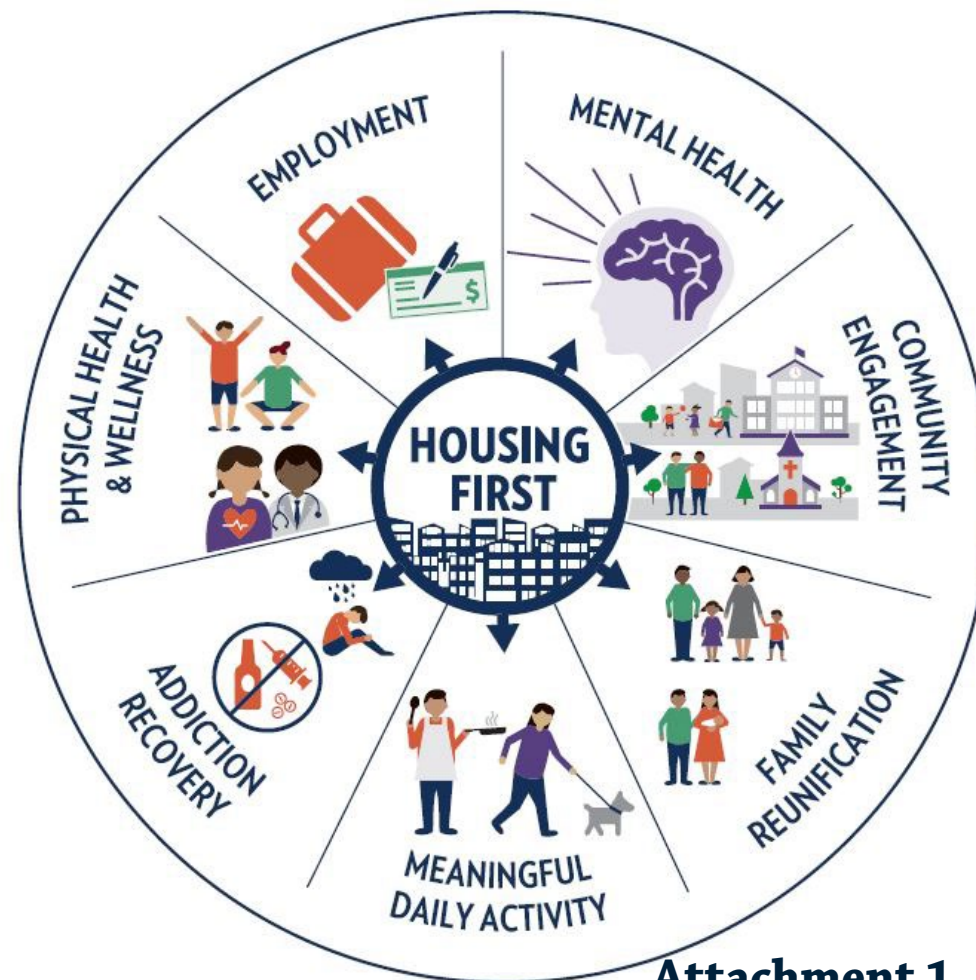 EMPLOYMENT
MENTAL HEALTH
PHYSICAL HEALTH
& WELLNESS
COMMUNITY
ENGAGEMENT
$
HOUSING
FIRST
ADDICTION
RECOVERY
FAMILY
REUNIFICATION
MEANINGFUL
DAILY ACTIVITY
Attachment 1